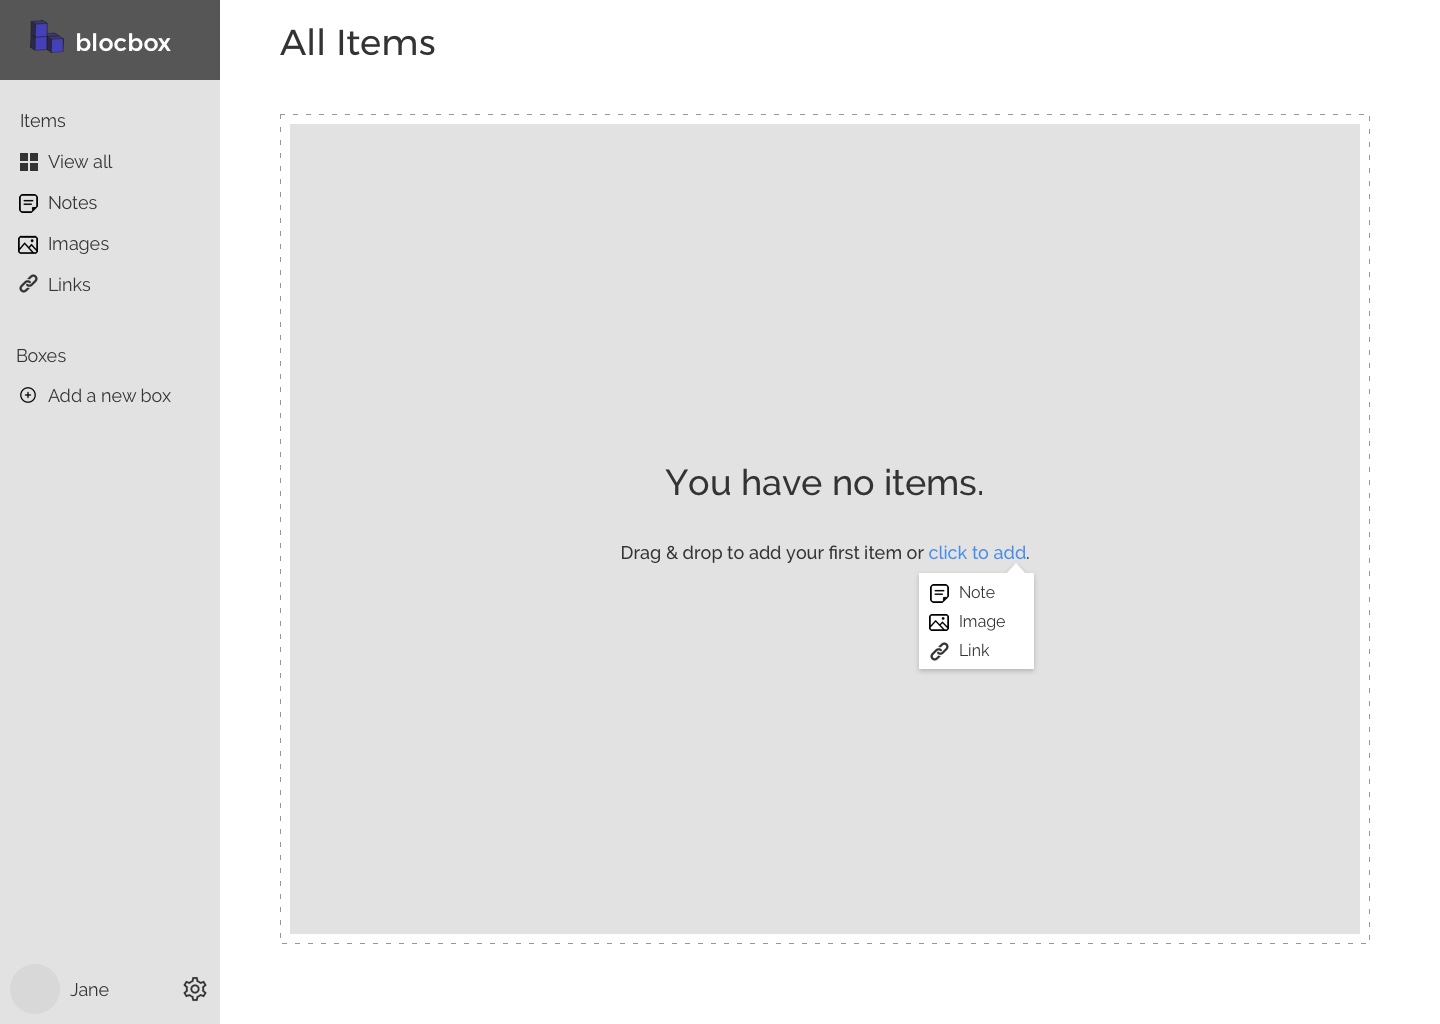 blocbox
Items
View all
Notes
Images
Links
Boxes
Add a new box
Jane
All Items
You have no items.
Drag & drop to add your first item or click to add.
Note
Image
Link